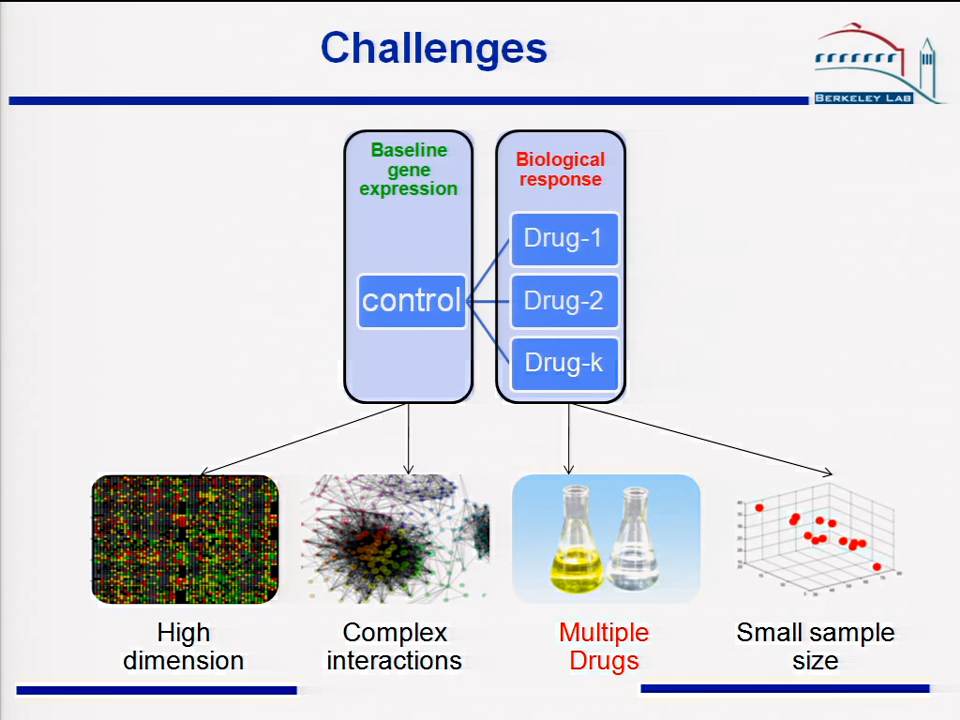 Challenges
BERKELEY LAB
Baseline
gene
expression
Biological
response
control
Drug-1
Drug-2
Drug-k
High
dimension
Complex
interactions
Multiple
Drugs
Small sample
size